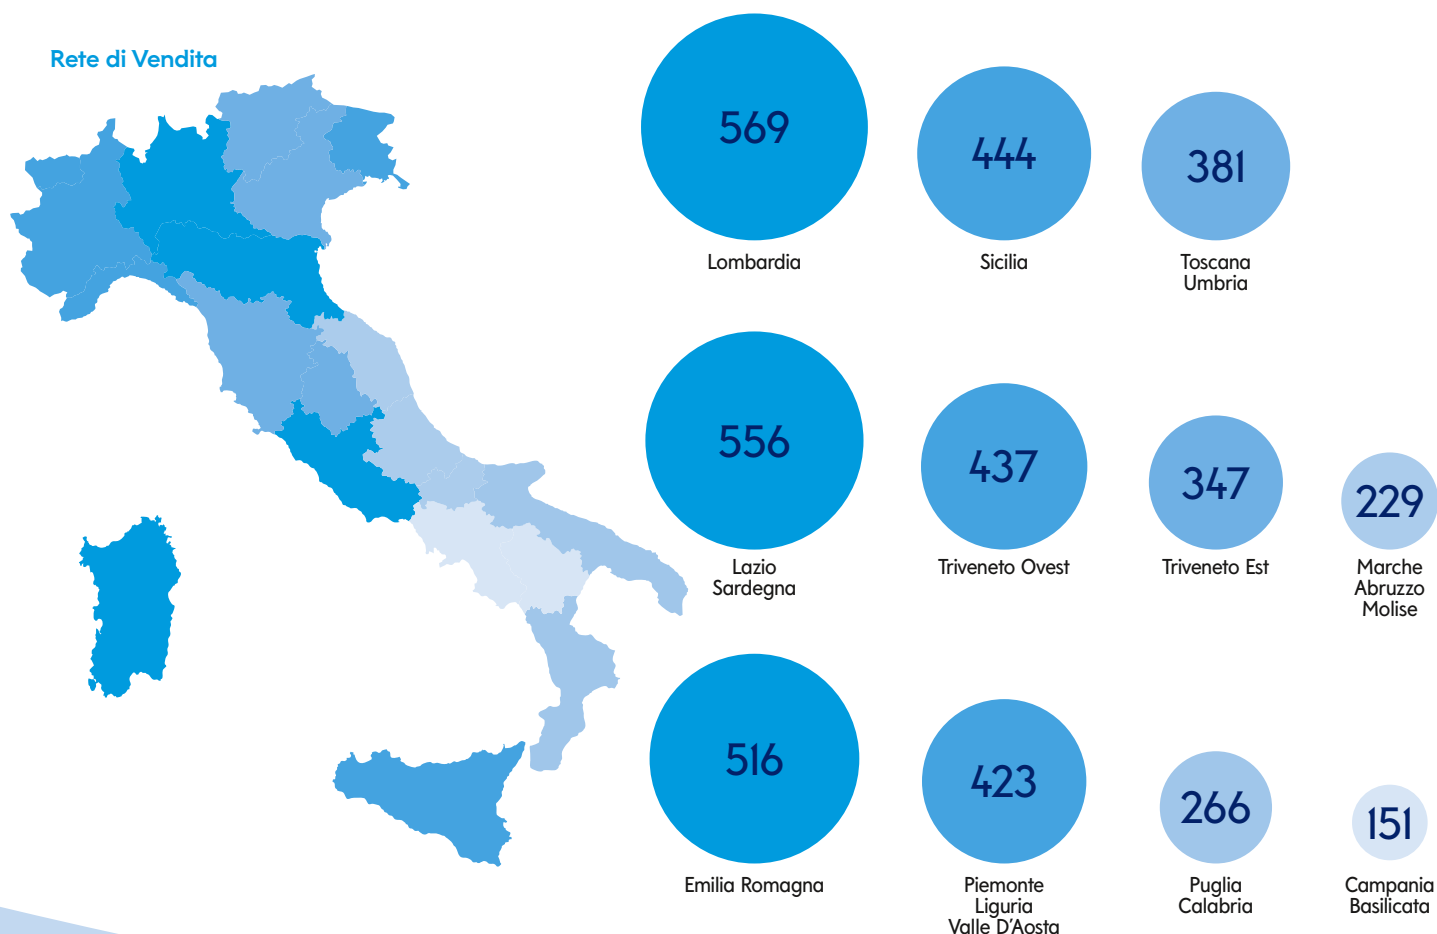 Rete di Vendita
569
Lombardia
444
Sicilia
381
Toscana
Umbria
556
Lazio
Sardegna
437
Triveneto Ovest
347
Triveneto Est
229
Marche
Abruzzo
Molise
516
Emilia Romagna
423
Piemonte
Liguria
Valle D'Aosta
266
Puglia
Calabria
151
Campania
Basilicata